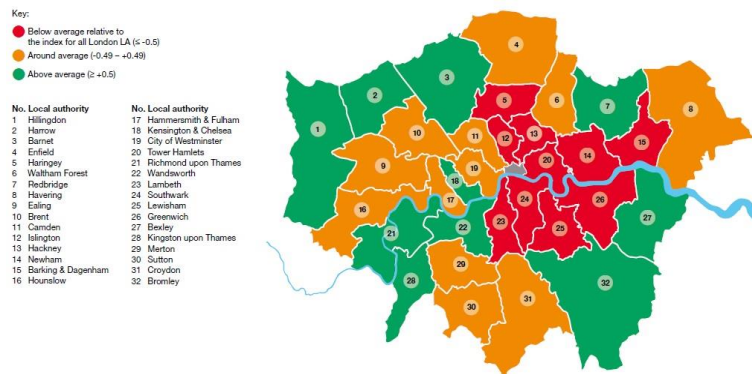 Key:
Below average relative to
the index for all London LA (≤ -0.5)
Around average (-0.49 – +0.49)
Above average (≥ +0.5)
No. Local authority
1 Hillingdon
2 Harrow
3 Barnet
4 Enfield
5 Haringey
6 Waltham Forest
7 Redbridge
8 Havering
9 Ealing
10 Brent
11 Camden
12 Islington
13 Hackney
14 Newham
15 Barking & Dagenham
16 Hounslow
No. Local authority
17 Hammersmith & Fulham
18 Kensington & Chelsea
19 City of Westminster
20 Tower Hamlets
21 Richmond upon Thames
22 Wandsworth
23 Lambeth
24 Southwark
25 Lewisham
26 Greenwich
27 Bexley
28 Kingston upon Thames
29 Merton
30 Sutton
31 Croydon
32 Bromley
4
3
2
7
5
6
8
1
10
11
12
13
14
15
9
19
20
18
17
16
24
26
23
22
21
25
27
29
28
32
31
30